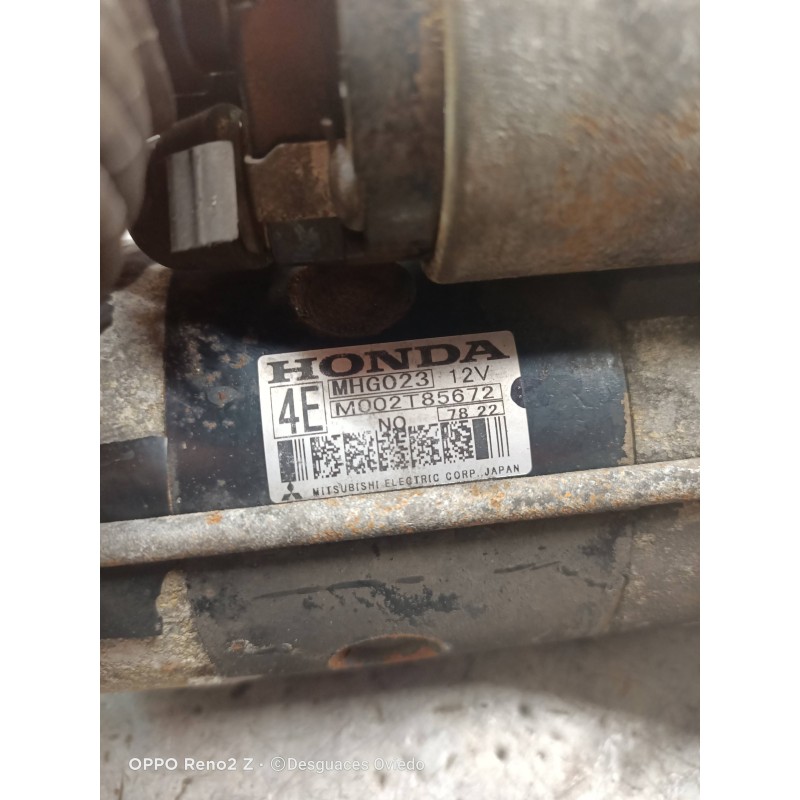 HONDA
4E MHG023 12V
M002T85672
NO 78 22
MITSUBISHI ELECTRIC CORP. JAPAN
OPPO Reno2 Z · ©Desguaces Oviedo